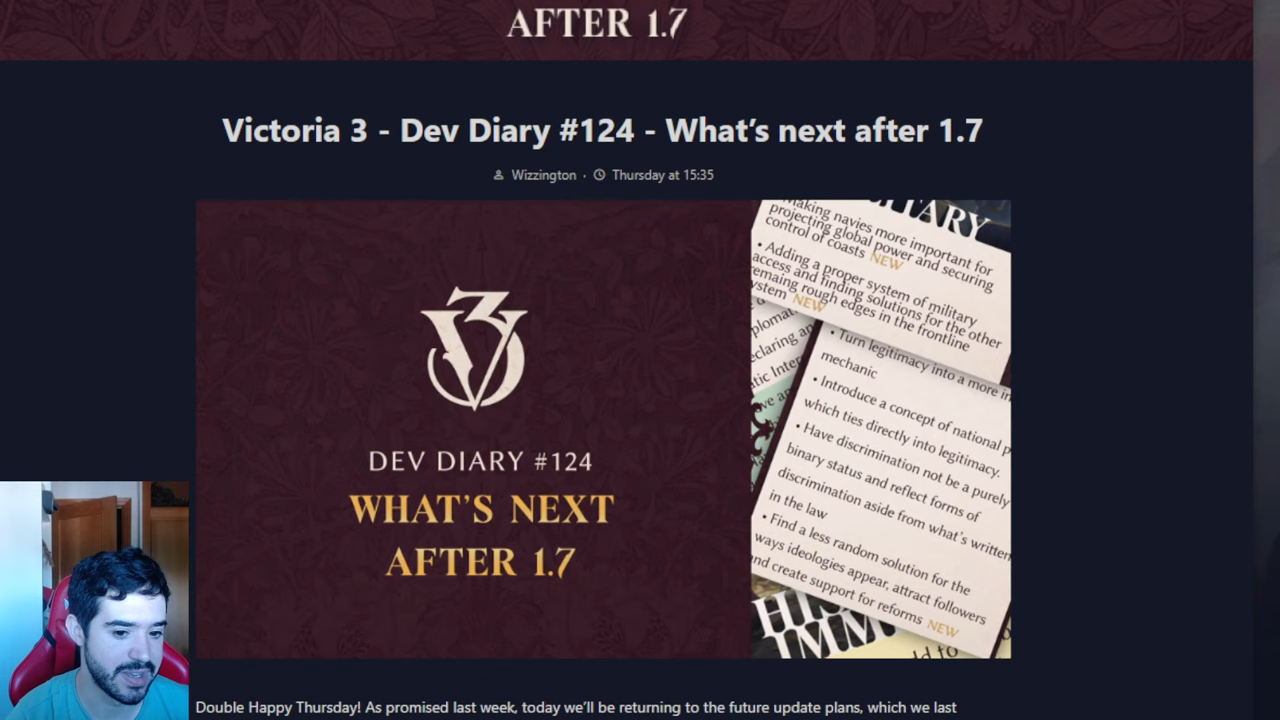 AFTER 1.7
Victoria 3 - Dev Diary #124 - What's next after 1.7
Wizzington · Thursday at 15:35
DEV DIARY #124
WHAT'S NEXT
AFTER 1.7
Making navies more important for
projecting global power and securing
control of coasts NEW
• Adding a proper system of military
access and finding solutions for the other
remaing rough edges in the frontline
system NEW
• Turn legitimacy into a more
mechanic
• Introduce a concept of national
which ties directly into legitimacy.
• Have discrimination not be a purely
binary status and reflect forms of
discrimination aside from what's written
in the law
• Find a less random solution for the
ways ideologies appear, attract followers
and create support for reforms NEW
Double Happy Thursday! As promised last week, today we'll be returning to the future update plans, which we last